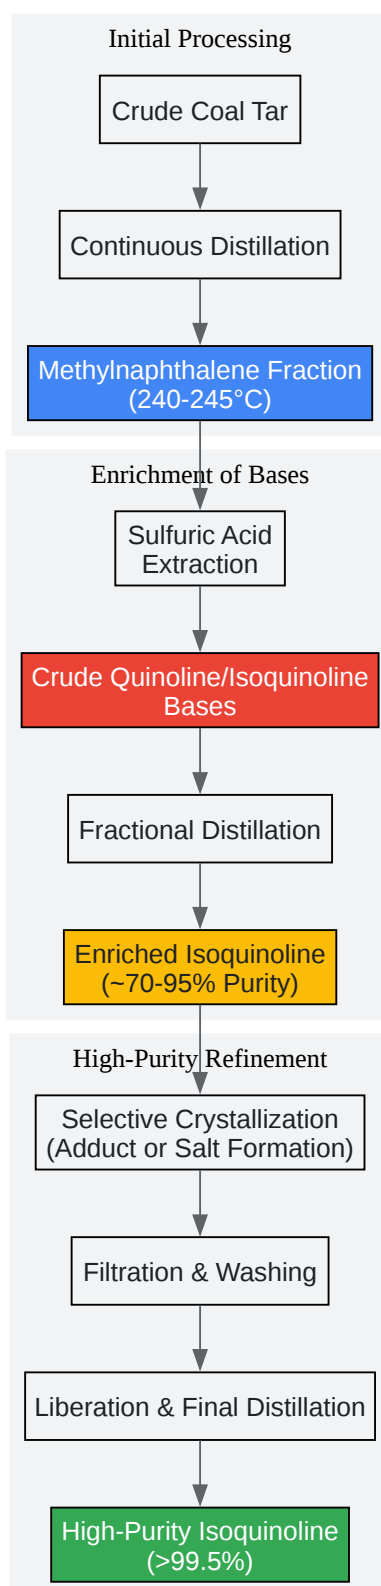 Initial Processing
Crude Coal Tar
Continuous Distillation
Methylnaphthalene Fraction
(240-245°C)
Enrichment of Bases
Sulfuric Acid
Extraction
Crude Quinoline/Isoquinoline
Bases
Fractional Distillation
Enriched Isoquinoline
(~70-95% Purity)
High-Purity Refinement
Selective Crystallization
(Adduct or Salt Formation)
Filtration & Washing
Liberation & Final Distillation
High-Purity Isoquinoline
(>99.5%)